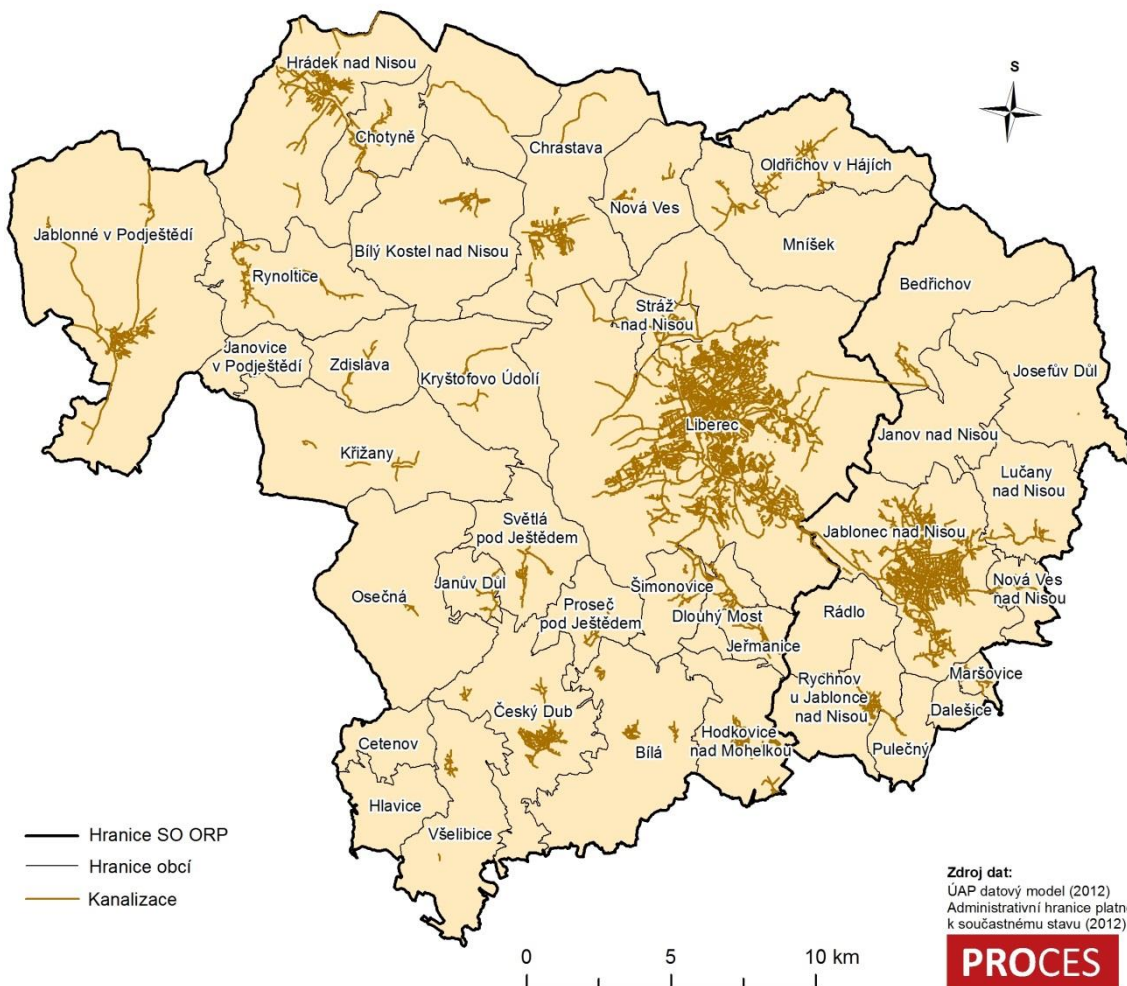 Hrádek nad Nisou
S
Chotyně
Chrastava
Oldřichov v Hájích
Nová Ves
Jablonné v Podještědí
Mníšek
Bílý Kostel nad Nisou
Rynoltice
Bedřichov
Stráž
nad Nisou
Janovice
v Podještědí
Zdislava
Kryštofovo Údolí
Josefův Důl
Liberec
Janov nad Nisou
Křižany
Lučany
nad Nisou
Světlá
pod Ještědem
Jablonec nad Nisou
Osečná
Janův Důl
Šimonovice
Nová Ves
nad Nisou
Proseč
pod Ještědem
Dlouhý Most
Rádlo
Jeřmanice
Maršovice
Rychnov
u Jablonce
nad Nisou
Dalešice
Český Dub
Bílá
Hodkovice
nad Mohelkou
Pulečný
Cetenov
Hlavice
Všelibice
Hranice SO ORP
Hranice obcí
Kanalizace
0 5 10 km
Zdroj dat:
ÚAP datový model (2012)
Administrativní hranice platn
k součastnému stavu (2012)
PROCES